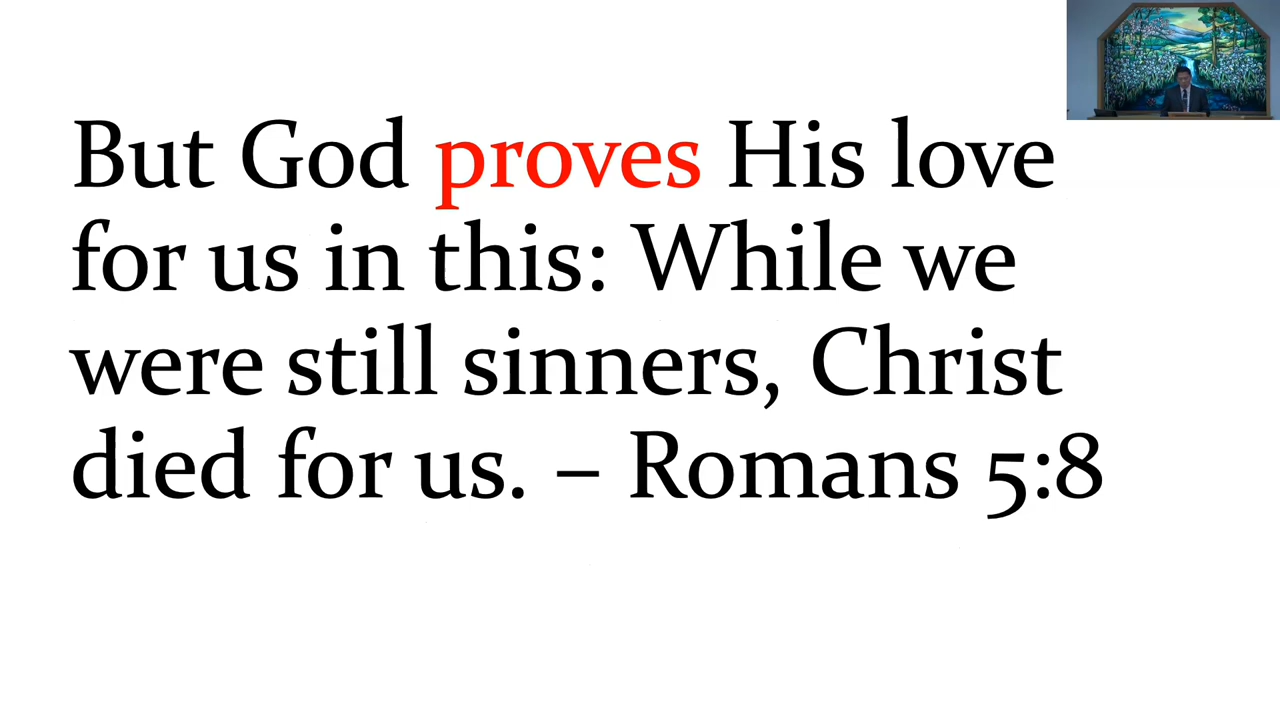 But God proves His love
for us in this: While we
were still sinners, Christ
died for us. – Romans 5:8